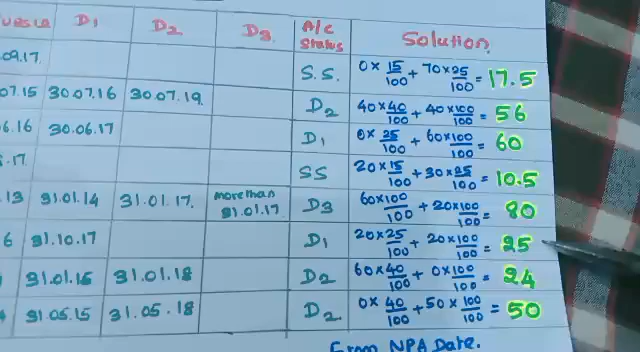 D1 D2 D3 A/C Status Solution
.09.17. S.S. 0 × 15/100 + 70×25/100 = 17.5
07.15 30.07.16 30.07.19. D2 40×40/100 + 40×100/100 = 56
6.16 30.06.17 D1 0× 25/100 + 60×100/100 = 60
.17. SS 20×15/100 + 30×25/100 = 10.5
13 31.01.14 31.01.17. more than 31.01.17 D3 60×100/100 + 20×100/100 = 80
6 31.10.17 D1 20×25/100 + 20×100/100 = 25
31.01.15 31.01.18 D2 60×40/100 + 0×100/100 = 24
31.05.15 31.05.18 D2. 0×40/100 + 50×100/100 = 50
From NPA Date.